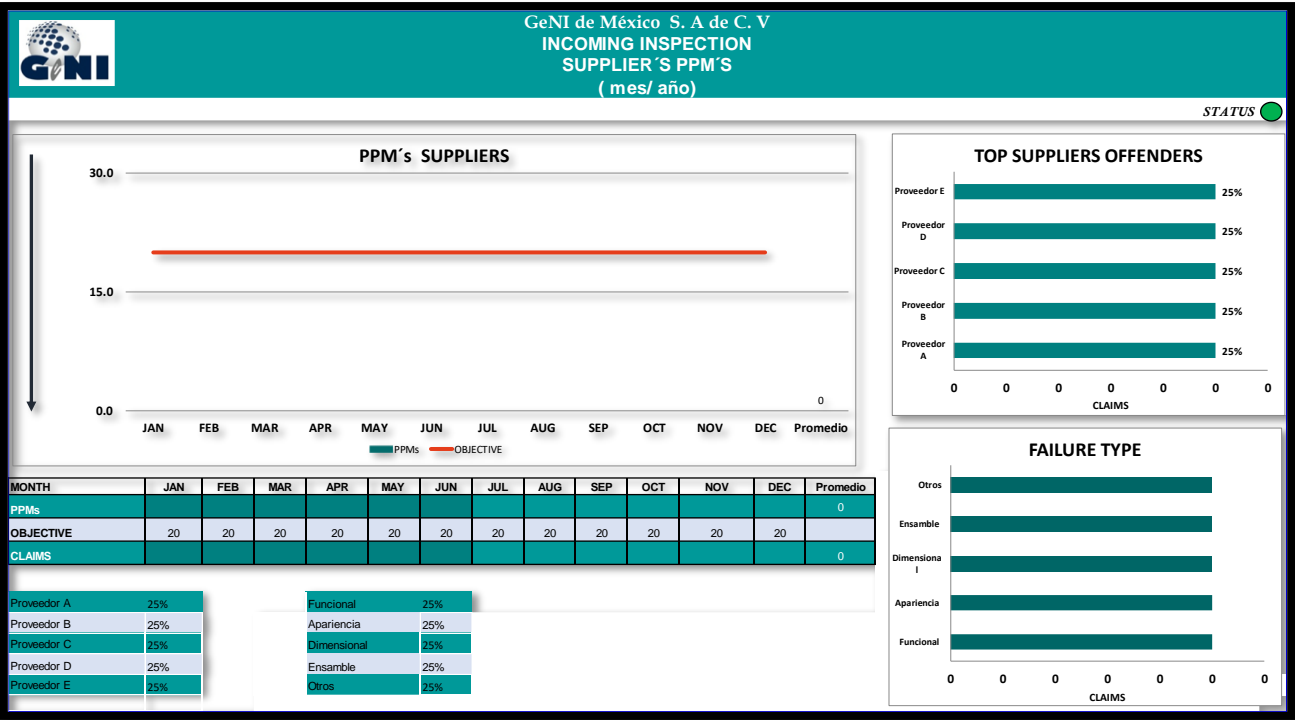 GeNI
GeNI de México S. A de C. V
INCOMING INSPECTION
SUPPLIER´S PPM´S
( mes/ año)
STATUS
PPM´s SUPPLIERS
30.0
15.0
0.0
0
JAN FEB MAR APR MAY JUN JUL AUG SEP OCT NOV DEC Promedio
PPMs OBJECTIVE
TOP SUPPLIERS OFFENDERS
Proveedor E 25%
Proveedor
D 25%
Proveedor C 25%
Proveedor
B 25%
Proveedor
A 25%
0 0 0 0 0 0 0
CLAIMS
FAILURE TYPE
Otros
Ensamble
Dimensiona
l
Apariencia
Funcional
0 0 0 0 0 0 0
CLAIMS
MONTH JAN FEB MAR APR MAY JUN JUL AUG SEP OCT NOV DEC Promedio
PPMs 0
OBJECTIVE 20 20 20 20 20 20 20 20 20 20 20 20
CLAIMS 0
Proveedor A 25%
Proveedor B 25%
Proveedor C 25%
Proveedor D 25%
Proveedor E 25%
Funcional 25%
Apariencia 25%
Dimensional 25%
Ensamble 25%
Otros 25%